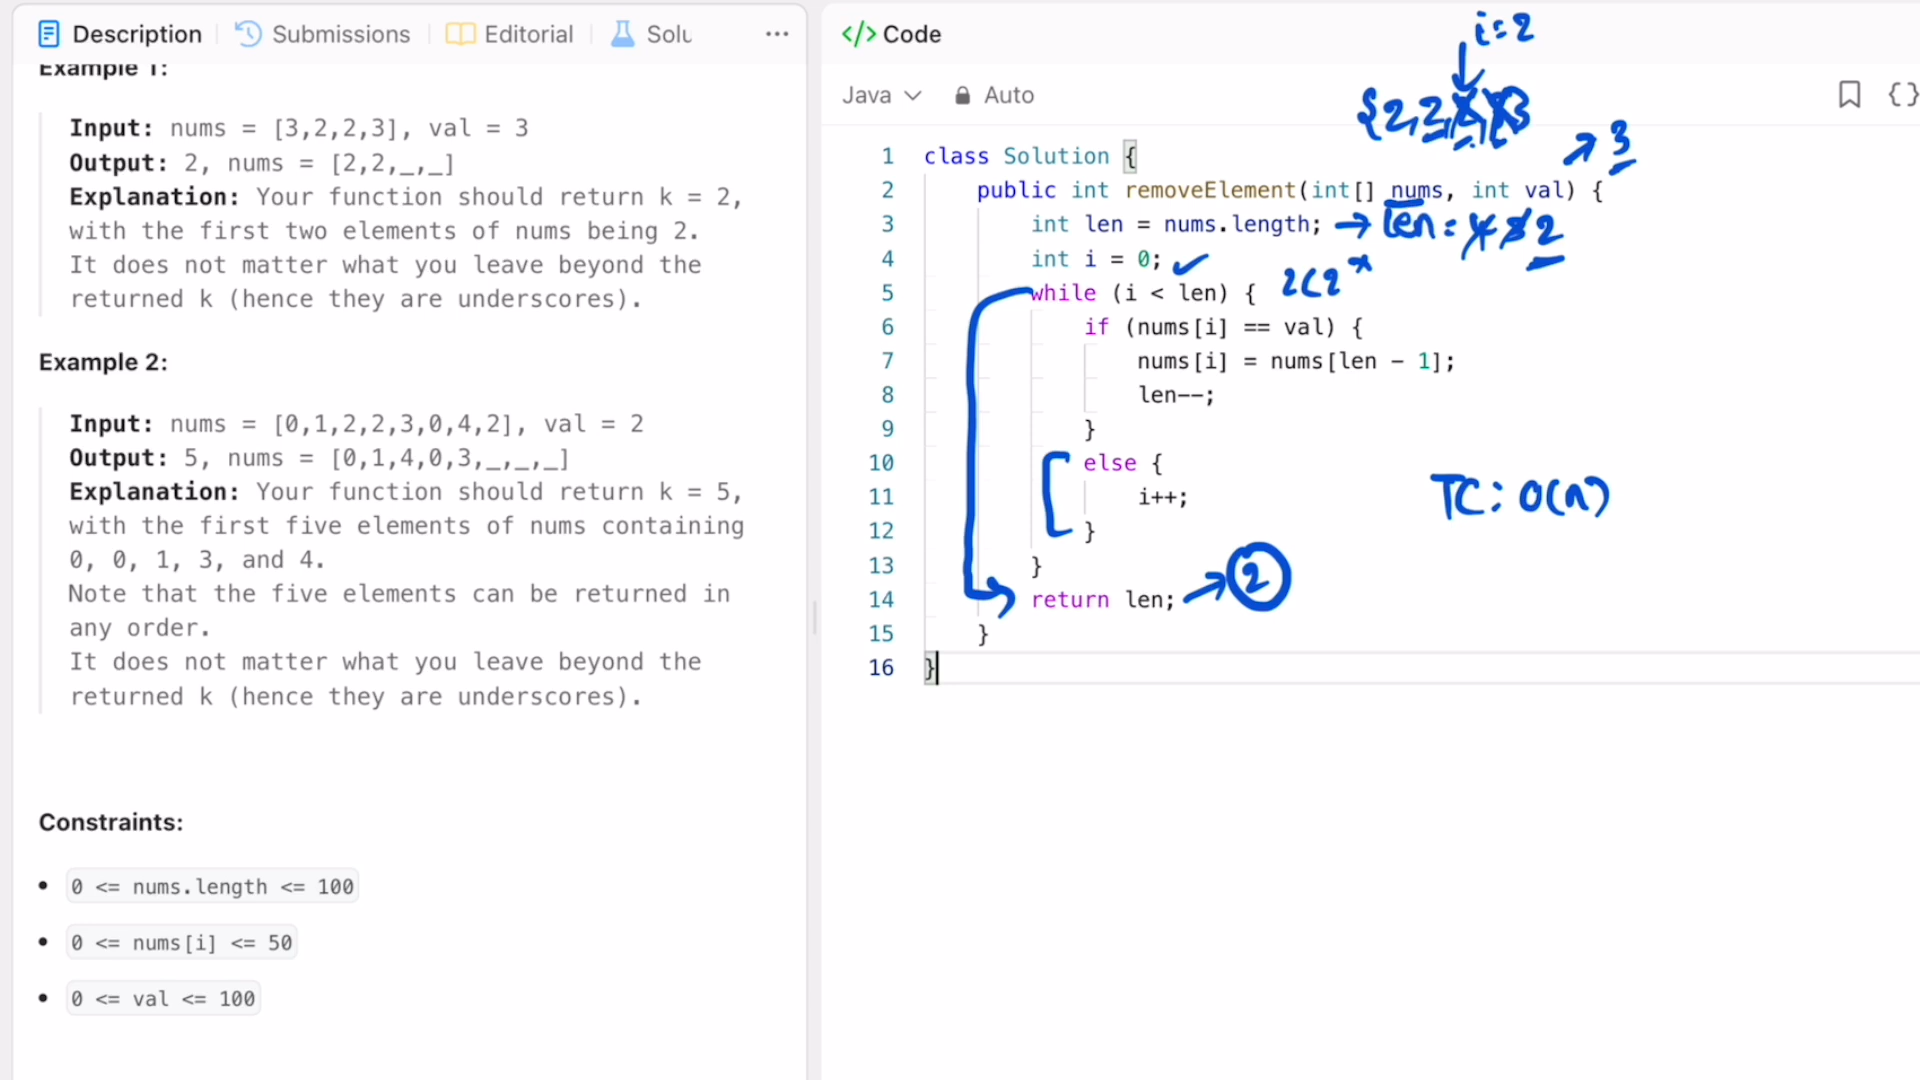 Description
Submissions
Editorial
Solu
Example 1:
Input: nums = [3,2,2,3], val = 3
Output: 2, nums = [2,2,_,_]
Explanation: Your function should return k = 2,
with the first two elements of nums being 2.
It does not matter what you leave beyond the
returned k (hence they are underscores).
Example 2:
Input: nums = [0,1,2,2,3,0,4,2], val = 2
Output: 5, nums = [0,1,4,0,3,_,_,_]
Explanation: Your function should return k = 5,
with the first five elements of nums containing
0, 0, 1, 3, and 4.
Note that the five elements can be returned in
any order.
It does not matter what you leave beyond the
returned k (hence they are underscores).
Constraints:
• 0 <= nums.length <= 100
• 0 <= nums[i] <= 50
• 0 <= val <= 100
</> Code
Java
Auto
{}
i=2
{2,2,
3
1 class Solution {
2 public int removeElement(int[] nums, int val) {
3 int len = nums.length; → len = 4 3 2
4 int i = 0; ✓
5 while (i < len) { 2<2 x
6 if (nums[i] == val) {
7 nums[i] = nums[len - 1];
8 len--;
9 }
10 else {
11 i++;
12 }
13 }
14 return len; → 2
15 }
16 }
TC: O(n)